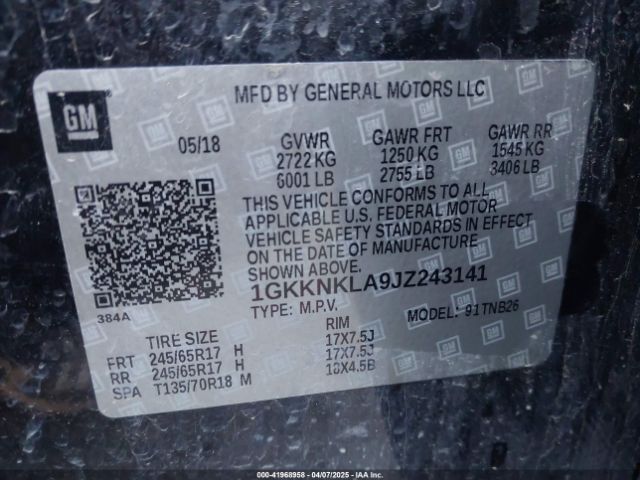 GM
MFD BY GENERAL MOTORS LLC
05/18 GVWR GAWR FRT GAWR RR
2722 KG 1250 KG 1545 KG
6001 LB 2755 LB 3406 LB
THIS VEHICLE CONFORMS TO ALL
APPLICABLE U.S. FEDERAL MOTOR
VEHICLE SAFETY STANDARDS IN EFFECT
ON THE DATE OF MANUFACTURE
SHOWN ABOVE.
384A
1GKKNKLA9JZ243141
TYPE: M.P.V. MODEL: 91TNB26
TIRE SIZE RIM
FRT 245/65R17 H 17X7.5J
RR 245/65R17 H 17X7.5J
SPA T135/70R18 M 18X4.5B
000-41968958 - 04/07/2025 - IAAI.COM